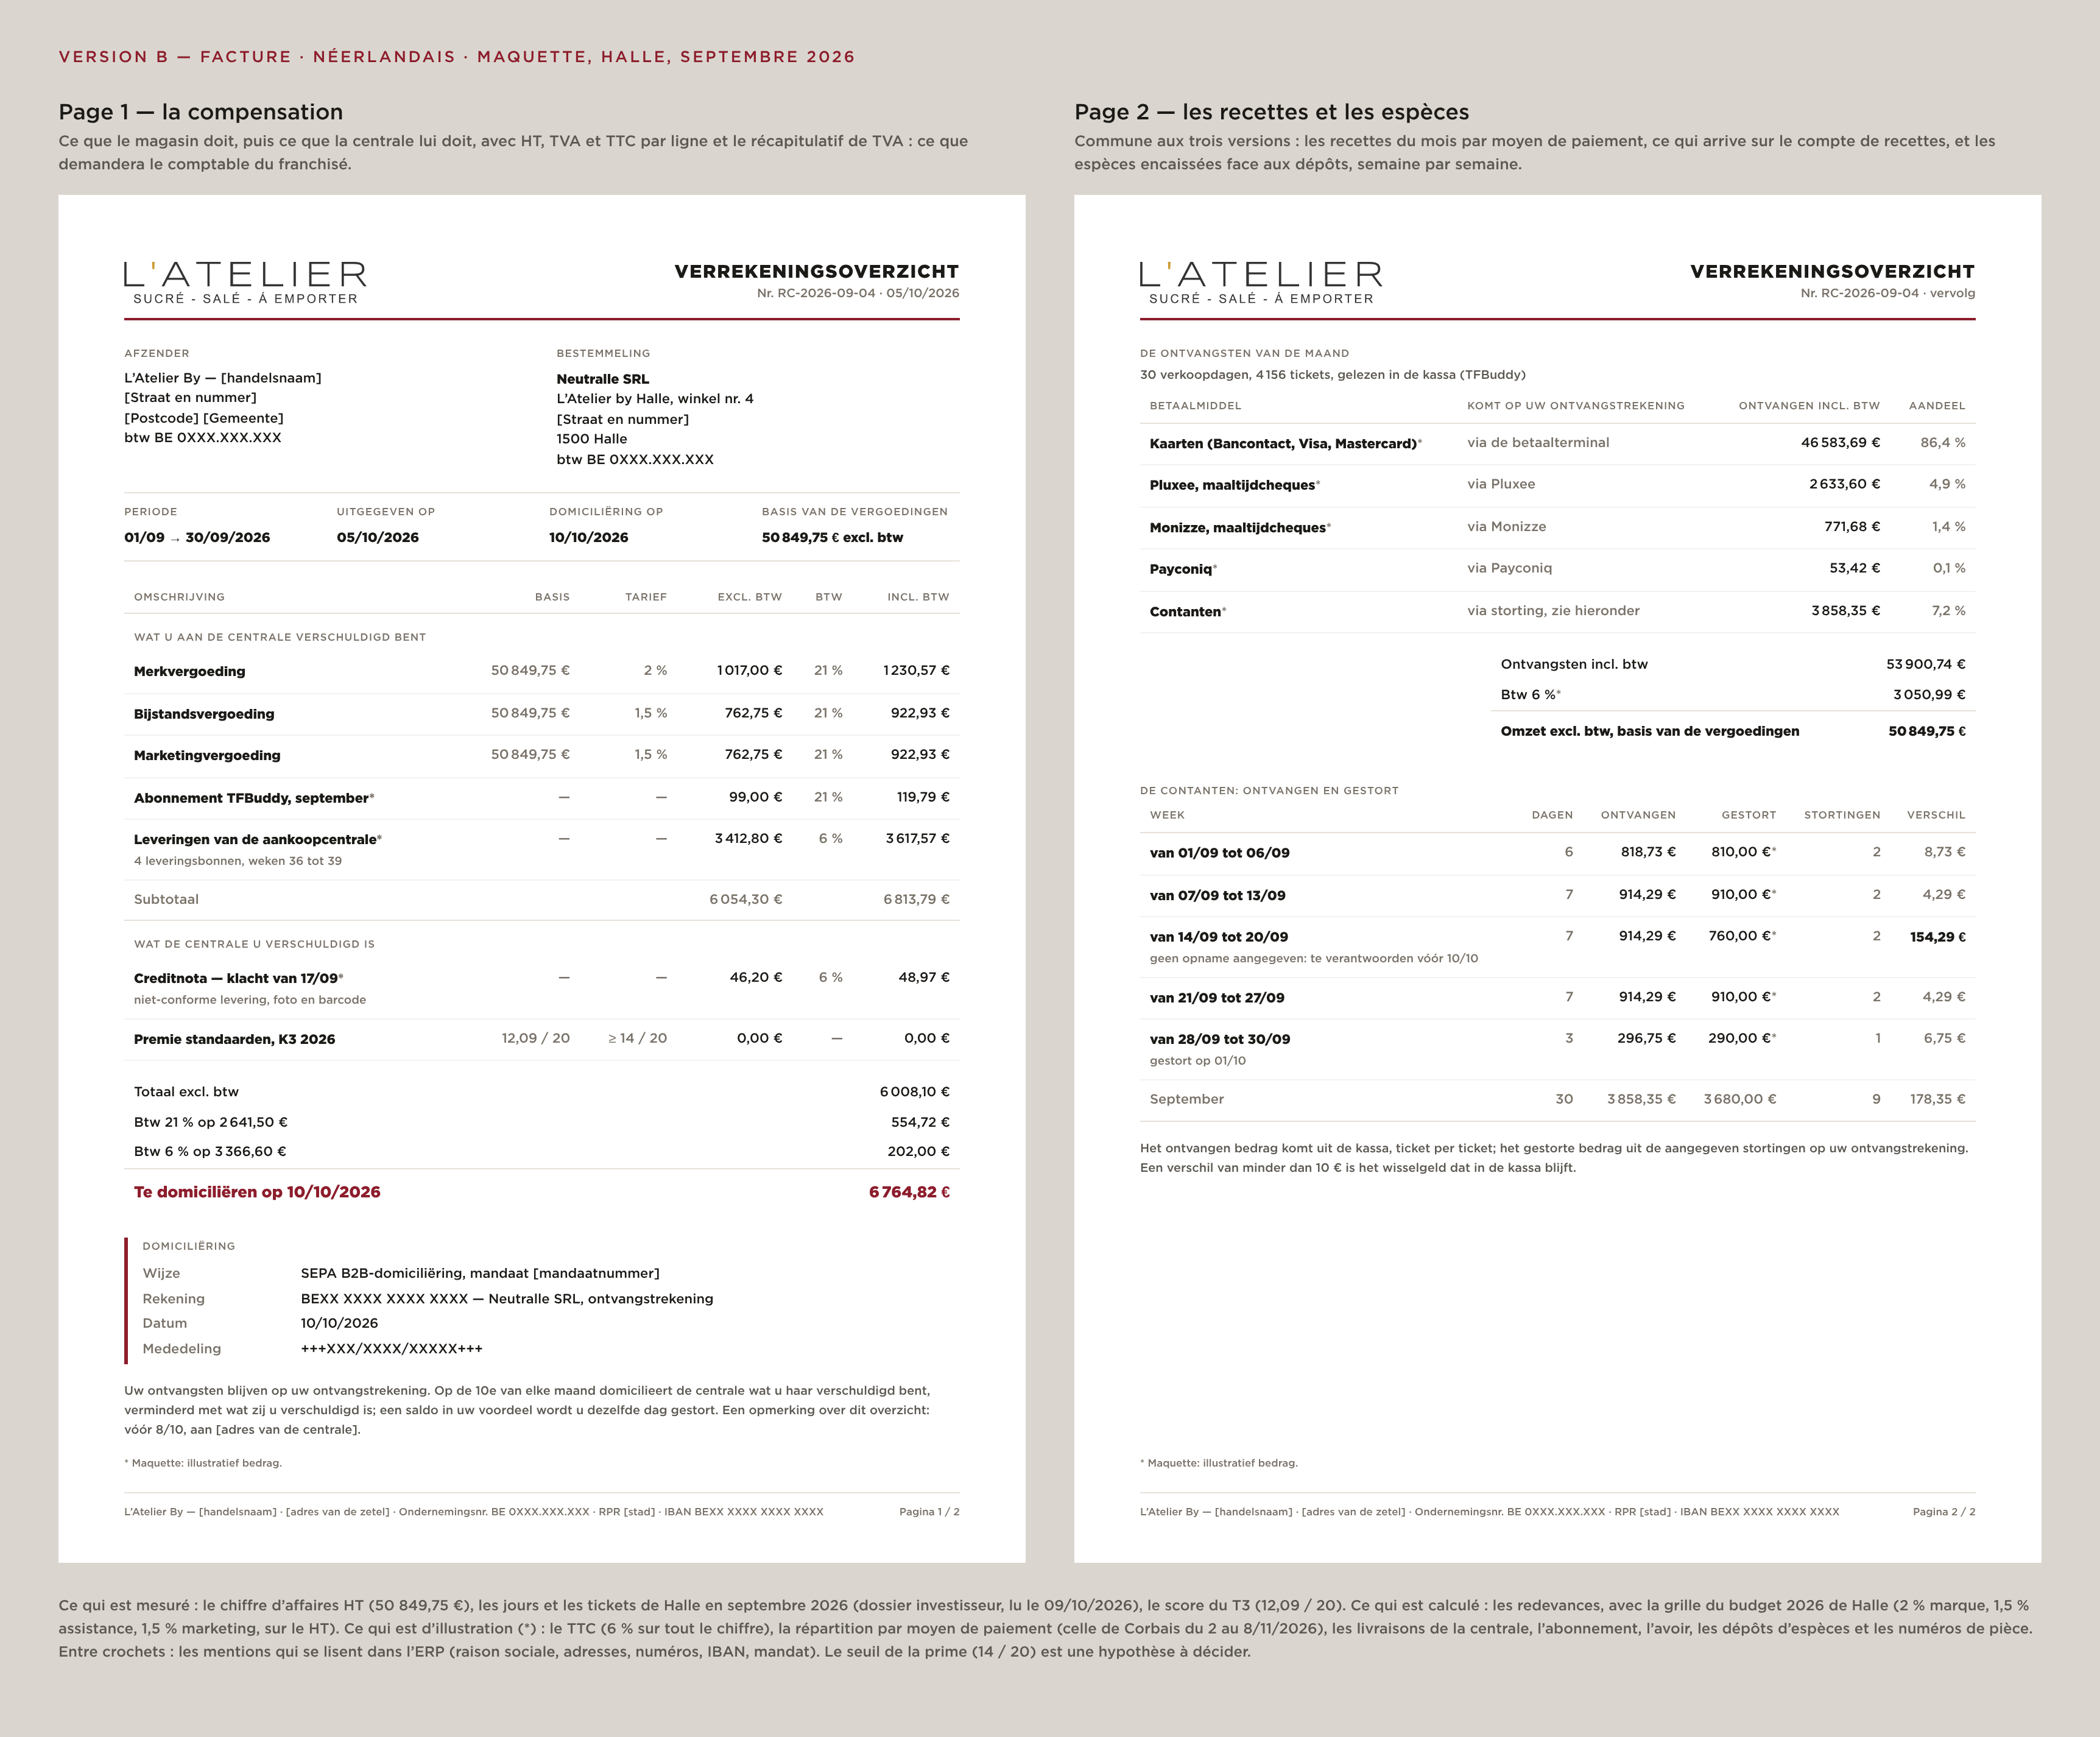 VERSION B — FACTURE · NÉERLANDAIS · MAQUETTE, HALLE, SEPTEMBRE 2026
Page 1 — la compensation
Ce que le magasin doit, puis ce que la centrale lui doit, avec HT, TVA et TTC par ligne et le récapitulatif de TVA : ce que
demandera le comptable du franchisé.
L'ATELIER
SUCRÉ - SALÉ - Á EMPORTER
VERREKENINGSOVERZICHT
Nr. RC-2026-09-04 · 05/10/2026
AFZENDER
L’Atelier By — [handelsnaam]
[Straat en nummer]
[Postcode] [Gemeente]
btw BE 0XXX.XXX.XXX
BESTEMMELING
Neutralle SRL
L’Atelier by Halle, winkel nr. 4
[Straat en nummer]
1500 Halle
btw BE 0XXX.XXX.XXX
PERIODE UITGEGEVEN OP DOMICILIËRING OP BASIS VAN DE VERGOEDINGEN
01/09 → 30/09/2026 05/10/2026 10/10/2026 50 849,75 € excl. btw
OMSCHRIJVING BASIS TARIEF EXCL. BTW BTW INCL. BTW
WAT U AAN DE CENTRALE VERSCHULDIGD BENT
Merkvergoeding 50 849,75 € 2 % 1 017,00 € 21 % 1 230,57 €
Bijstandsvergoeding 50 849,75 € 1,5 % 762,75 € 21 % 922,93 €
Marketingvergoeding 50 849,75 € 1,5 % 762,75 € 21 % 922,93 €
Abonnement TFBuddy, september* — — 99,00 € 21 % 119,79 €
Leveringen van de aankoopcentrale* — — 3 412,80 € 6 % 3 617,57 €
4 leveringsbonnen, weken 36 tot 39
Subtotaal 6 054,30 € 6 813,79 €
WAT DE CENTRALE U VERSCHULDIGD IS
Creditnota — klacht van 17/09* — — 46,20 € 6 % 48,97 €
niet-conforme levering, foto en barcode
Premie standaarden, K3 2026 12,09 / 20 ≥ 14 / 20 0,00 € — 0,00 €
Totaal excl. btw 6 008,10 €
Btw 21 % op 2 641,50 € 554,72 €
Btw 6 % op 3 366,60 € 202,00 €
Te domiciliëren op 10/10/2026 6 764,82 €
DOMICILIËRING
Wijze SEPA B2B-domiciliëring, mandaat [mandaatnummer]
Rekening BEXX XXXX XXXX XXXX — Neutralle SRL, ontvangstrekening
Datum 10/10/2026
Mededeling +++XXX/XXXX/XXXXX+++
Uw ontvangsten blijven op uw ontvangstrekening. Op de 10e van elke maand domicilieert de centrale wat u haar verschuldigd bent,
verminderd met wat zij u verschuldigd is; een saldo in uw voordeel wordt u dezelfde dag gestort. Een opmerking over dit overzicht:
vóór 8/10, aan [adres van de centrale].
* Maquette: illustratief bedrag.
L’Atelier By — [handelsnaam] · [adres van de zetel] · Ondernemingsnr. BE 0XXX.XXX.XXX · RPR [stad] · IBAN BEXX XXXX XXXX XXXX Pagina 1 / 2
Page 2 — les recettes et les espèces
Commune aux trois versions : les recettes du mois par moyen de paiement, ce qui arrive sur le compte de recettes, et les
espèces encaissées face aux dépôts, semaine par semaine.
L'ATELIER
SUCRÉ - SALÉ - Á EMPORTER
VERREKENINGSOVERZICHT
Nr. RC-2026-09-04 · vervolg
DE ONTVANGSTEN VAN DE MAAND
30 verkoopdagen, 4 156 tickets, gelezen in de kassa (TFBuddy)
BETAALMIDDEL KOMT OP UW ONTVANGSTREKENING ONTVANGEN INCL. BTW AANDEEL
Kaarten (Bancontact, Visa, Mastercard)* via de betaalterminal 46 583,69 € 86,4 %
Pluxee, maaltijdcheques* via Pluxee 2 633,60 € 4,9 %
Monizze, maaltijdcheques* via Monizze 771,68 € 1,4 %
Payconiq* via Payconiq 53,42 € 0,1 %
Contanten* via storting, zie hieronder 3 858,35 € 7,2 %
Ontvangsten incl. btw 53 900,74 €
Btw 6 %* 3 050,99 €
Omzet excl. btw, basis van de vergoedingen 50 849,75 €
DE CONTANTEN: ONTVANGEN EN GESTORT
WEEK DAGEN ONTVANGEN GESTORT STORTINGEN VERSCHIL
van 01/09 tot 06/09 6 818,73 € 810,00 €* 2 8,73 €
van 07/09 tot 13/09 7 914,29 € 910,00 €* 2 4,29 €
van 14/09 tot 20/09 7 914,29 € 760,00 €* 2 154,29 €
geen opname aangegeven: te verantwoorden vóór 10/10
van 21/09 tot 27/09 7 914,29 € 910,00 €* 2 4,29 €
van 28/09 tot 30/09 3 296,75 € 290,00 €* 1 6,75 €
gestort op 01/10
September 30 3 858,35 € 3 680,00 € 9 178,35 €
Het ontvangen bedrag komt uit de kassa, ticket per ticket; het gestorte bedrag uit de aangegeven stortingen op uw ontvangstrekening.
Een verschil van minder dan 10 € is het wisselgeld dat in de kassa blijft.
* Maquette: illustratief bedrag.
L’Atelier By — [handelsnaam] · [adres van de zetel] · Ondernemingsnr. BE 0XXX.XXX.XXX · RPR [stad] · IBAN BEXX XXXX XXXX XXXX Pagina 2 / 2
Ce qui est mesuré : le chiffre d’affaires HT (50 849,75 €), les jours et les tickets de Halle en septembre 2026 (dossier investisseur, lu le 09/10/2026), le score du T3 (12,09 / 20). Ce qui est calculé : les redevances, avec la grille du budget 2026 de Halle (2 % marque, 1,5 %
assistance, 1,5 % marketing, sur le HT). Ce qui est d’illustration (*) : le TTC (6 % sur tout le chiffre), la répartition par moyen de paiement (celle de Corbais du 2 au 8/11/2026), les livraisons de la centrale, l’abonnement, l’avoir, les dépôts d’espèces et les numéros de pièce.
Entre crochets : les mentions qui se lisent dans l’ERP (raison sociale, adresses, numéros, IBAN, mandat). Le seuil de la prime (14 / 20) est une hypothèse à décider.